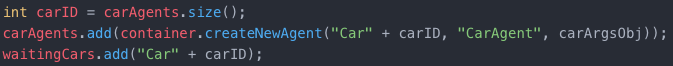 int carID = carAgents.size();
carAgents.add(container.createNewAgent("Car" + carID, "CarAgent", carArgsObj));
waitingCars.add("Car" + carID);